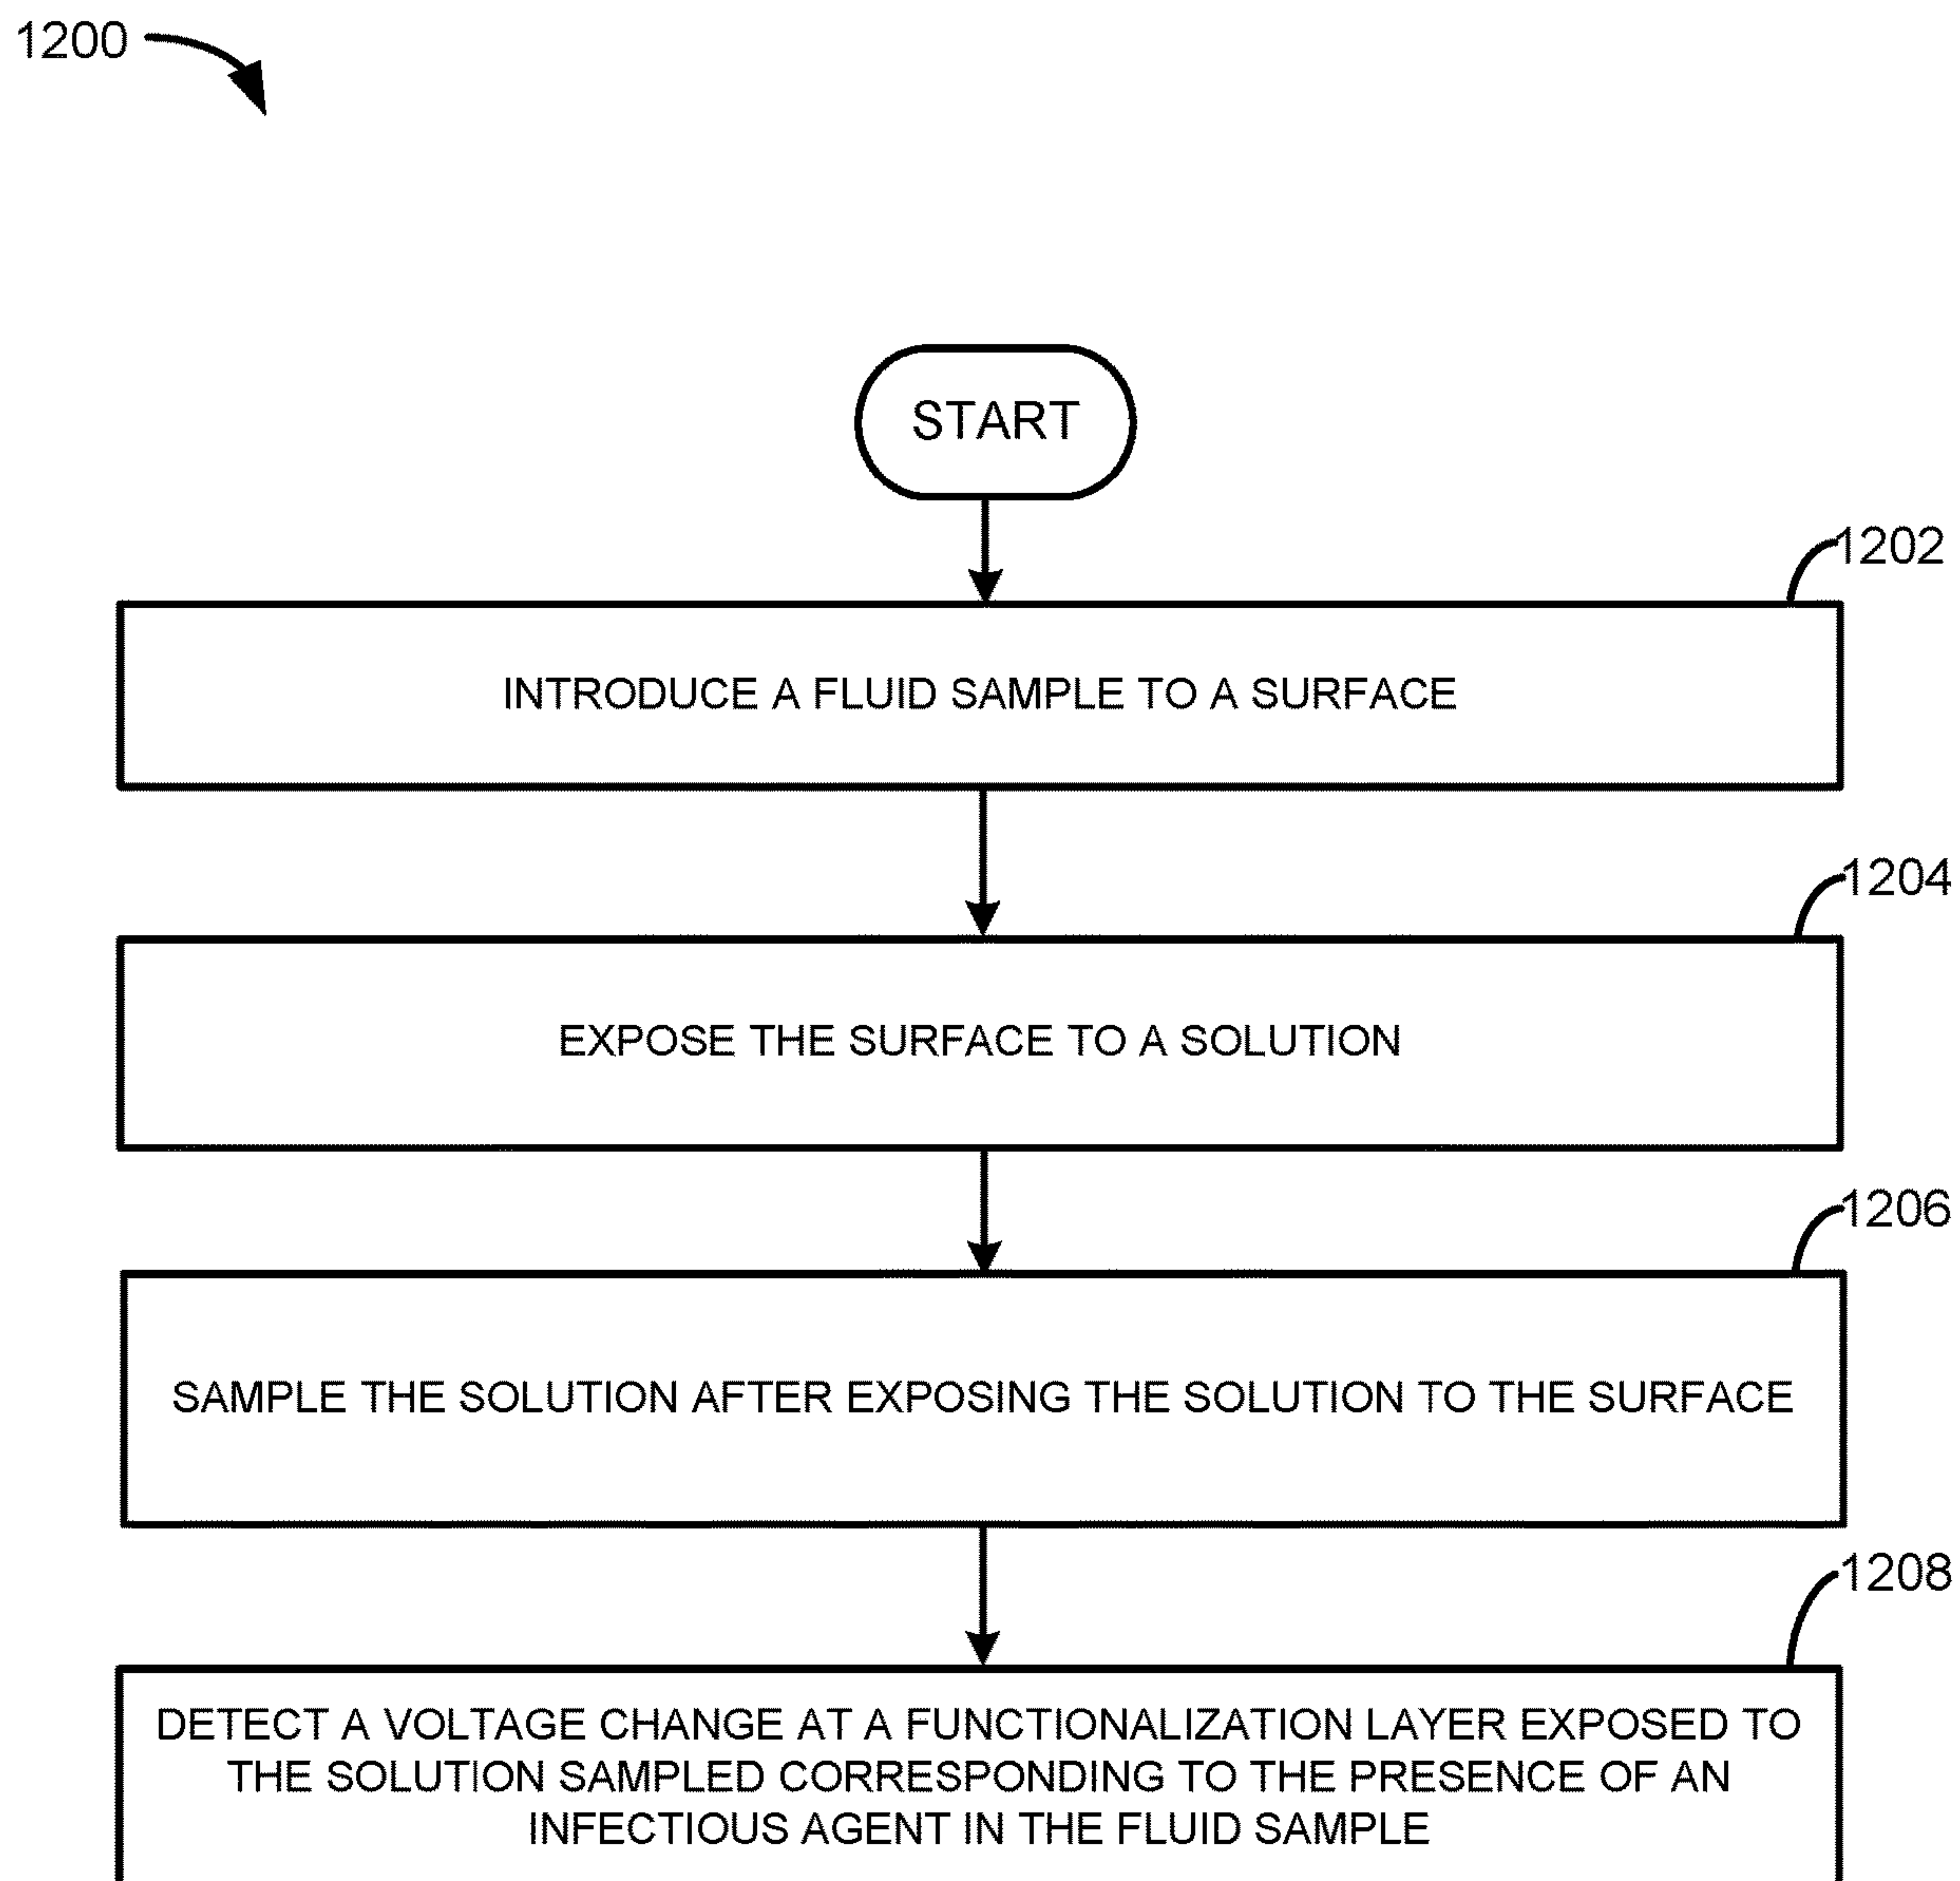 1200
START
1202
INTRODUCE A FLUID SAMPLE TO A SURFACE
1204
EXPOSE THE SURFACE TO A SOLUTION
1206
SAMPLE THE SOLUTION AFTER EXPOSING THE SOLUTION TO THE SURFACE
1208
DETECT A VOLTAGE CHANGE AT A FUNCTIONALIZATION LAYER EXPOSED TO
THE SOLUTION SAMPLED CORRESPONDING TO THE PRESENCE OF AN
INFECTIOUS AGENT IN THE FLUID SAMPLE